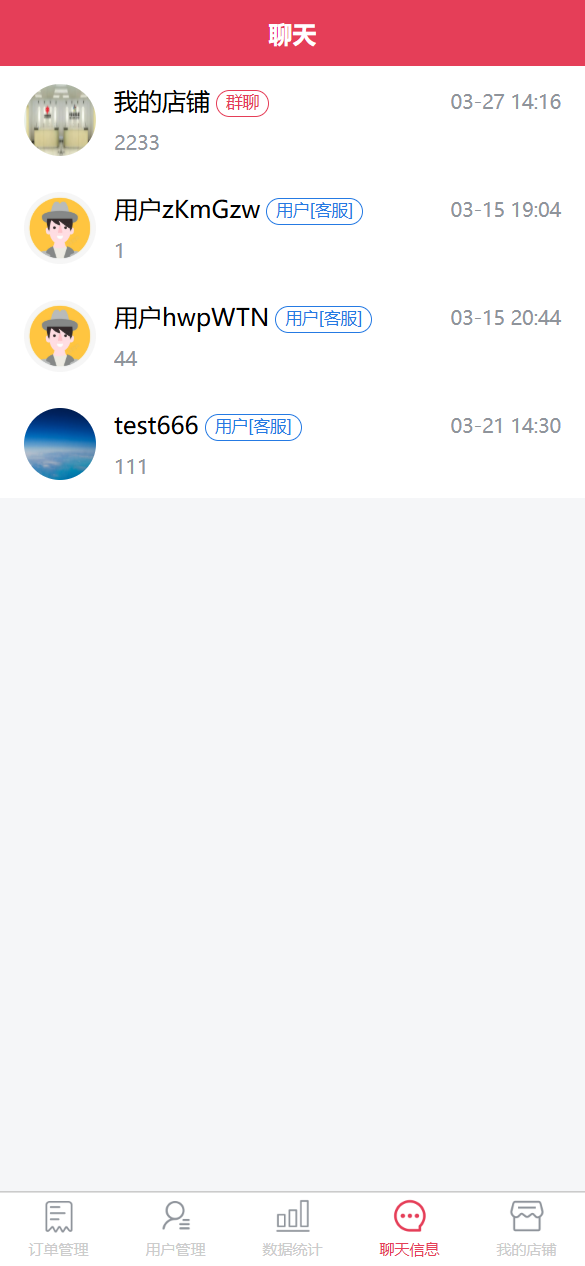 聊天
我的店铺 群聊 03-27 14:16
2233
用户zKmGzw 用户[客服] 03-15 19:04
1
用户hwpWTN 用户[客服] 03-15 20:44
44
test666 用户[客服] 03-21 14:30
111
订单管理 用户管理 数据统计 聊天信息 我的店铺